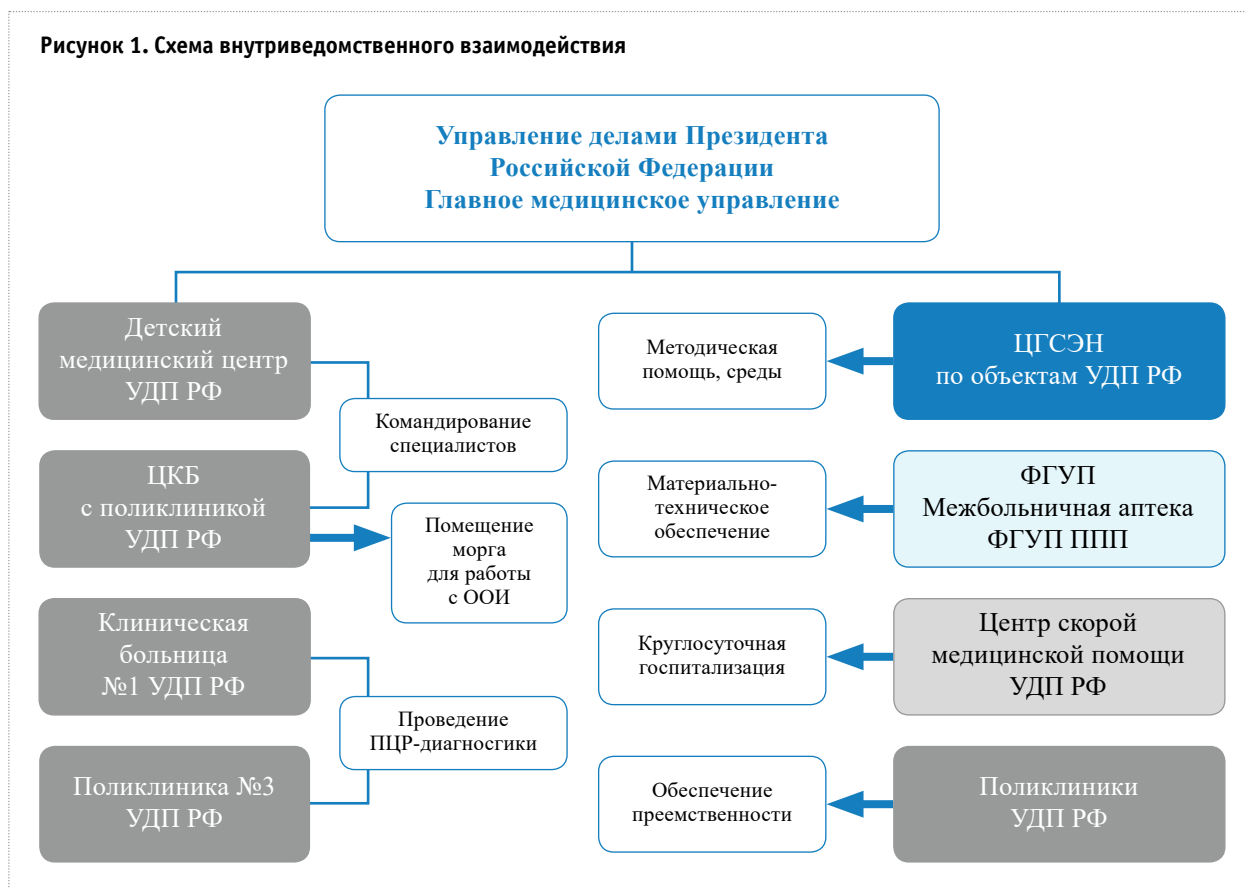 Рисунок 1. Схема внутриведомственного взаимодействия
Управление делами Президента
Российской Федерации
Главное медицинское управление
Детский
медицинский центр
УДП РФ
Командирование
специалистов
ЦКБ
с поликлиникой
УДП РФ
Помещение
морга
для работы
с ООИ
Клиническая
больница
№1 УДП РФ
Проведение
ПЦР-диагносгики
Поликлиника №3
УДП РФ
Методическая
помощь, среды
ЦГСЭН
по объектам УДП РФ
Материально-
техническое
обеспечение
ФГУП
Межбольничная аптека
ФГУП ППП
Круглосуточная
госпитализация
Центр скорой
медицинской помощи
УДП РФ
Обеспечение
преемственности
Поликлиники
УДП РФ